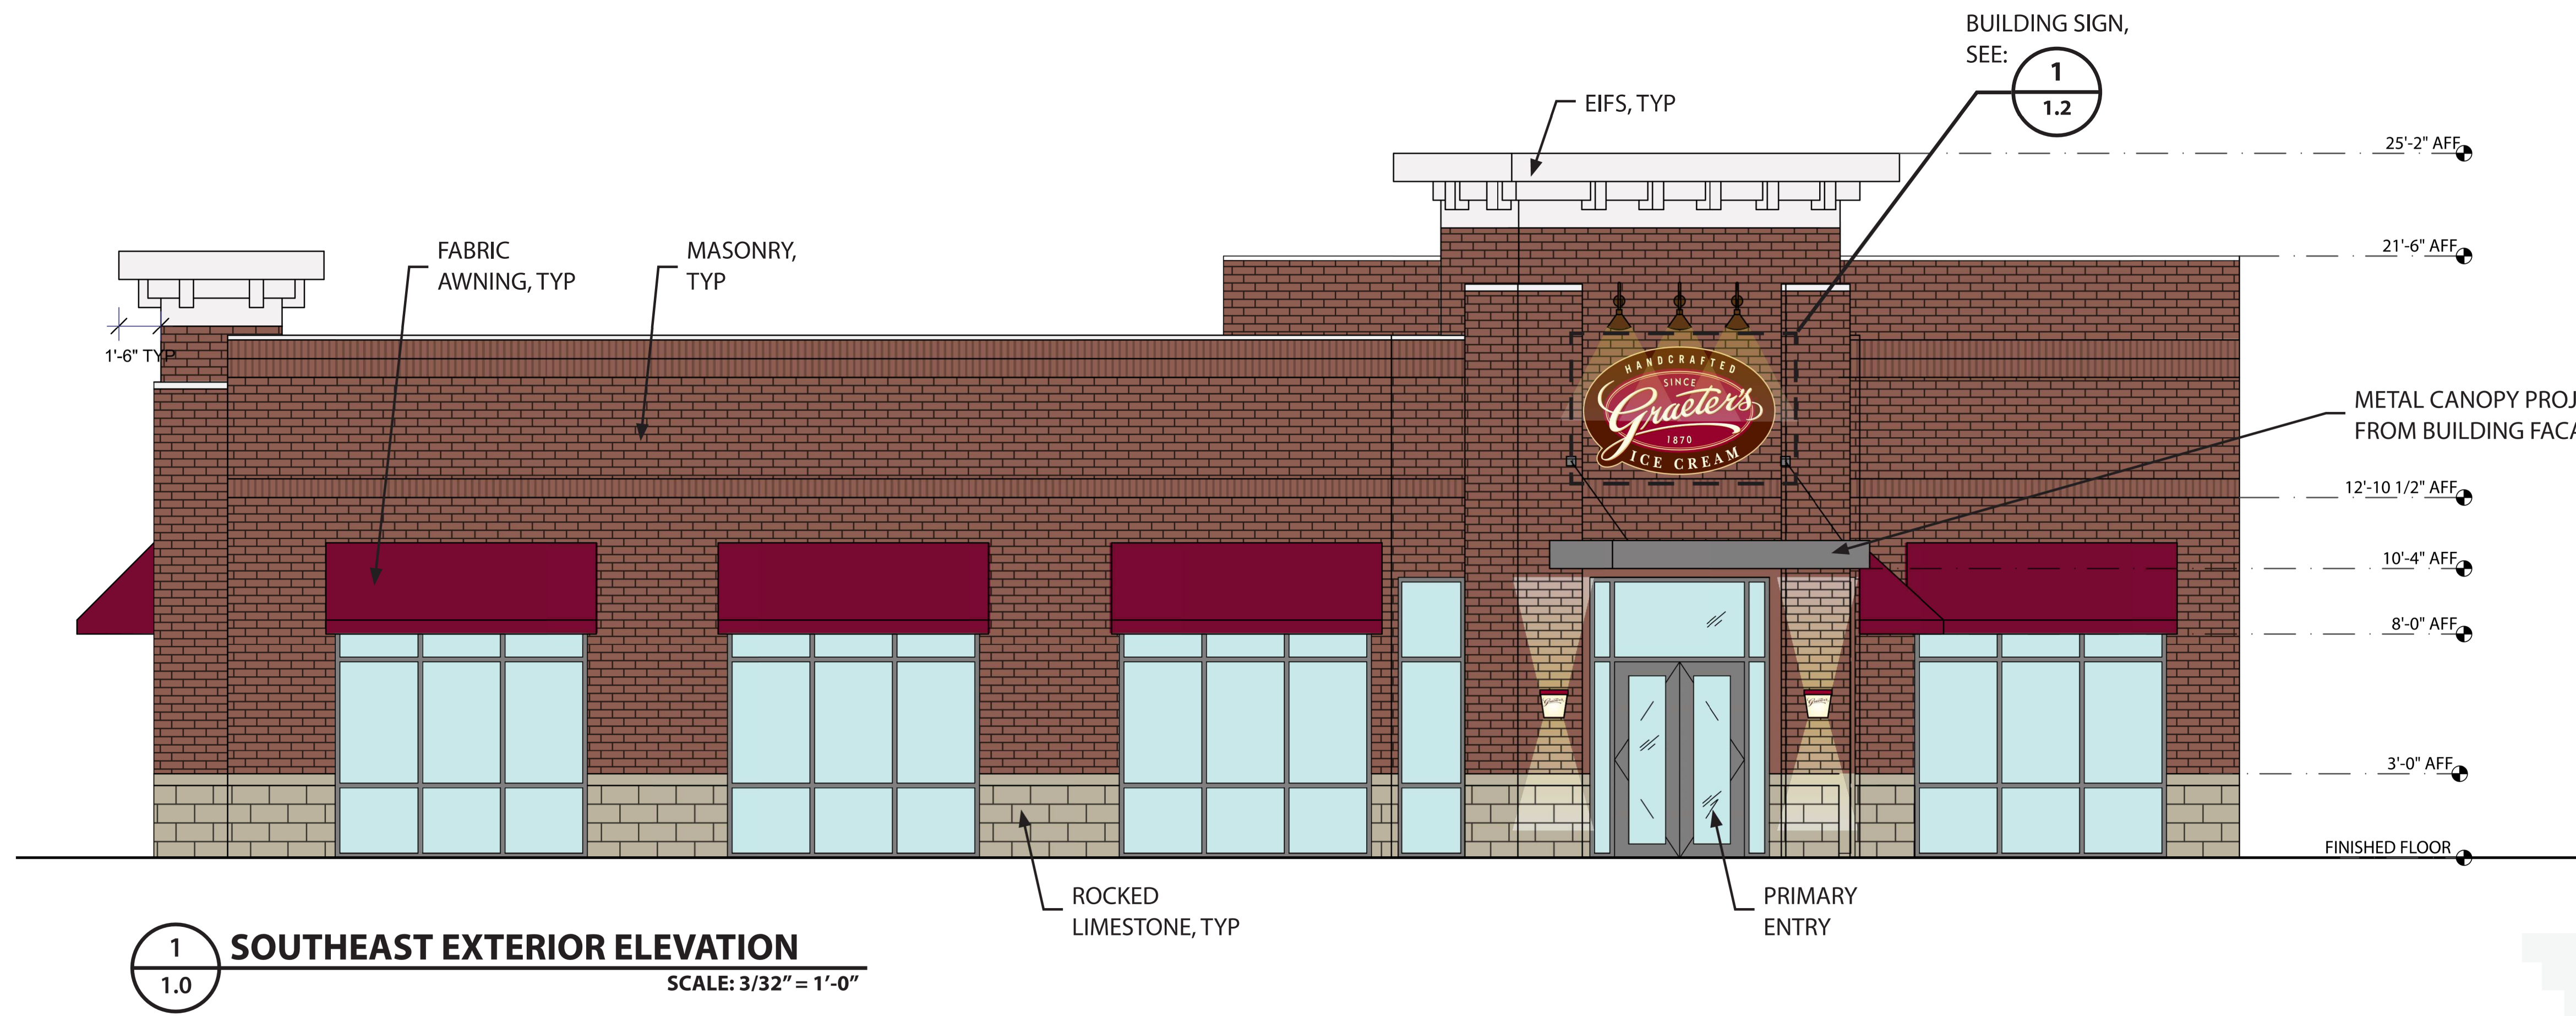 BUILDING SIGN,
SEE:
1
1.2
EIFS, TYP
25'-2" AFF
21'-6" AFF
FABRIC
AWNING, TYP
MASONRY,
TYP
1'-6" TYP
HANDCRAFTED
SINCE
Graeter's
1870
ICE CREAM
METAL CANOPY PROJ
FROM BUILDING FACA
12'-10 1/2" AFF
10'-4" AFF
8'-0" AFF
Graeter's
Graeter's
3'-0" AFF
FINISHED FLOOR
ROCKED
LIMESTONE, TYP
PRIMARY
ENTRY
1
1.0
SOUTHEAST EXTERIOR ELEVATION
SCALE: 3/32” = 1’-0”